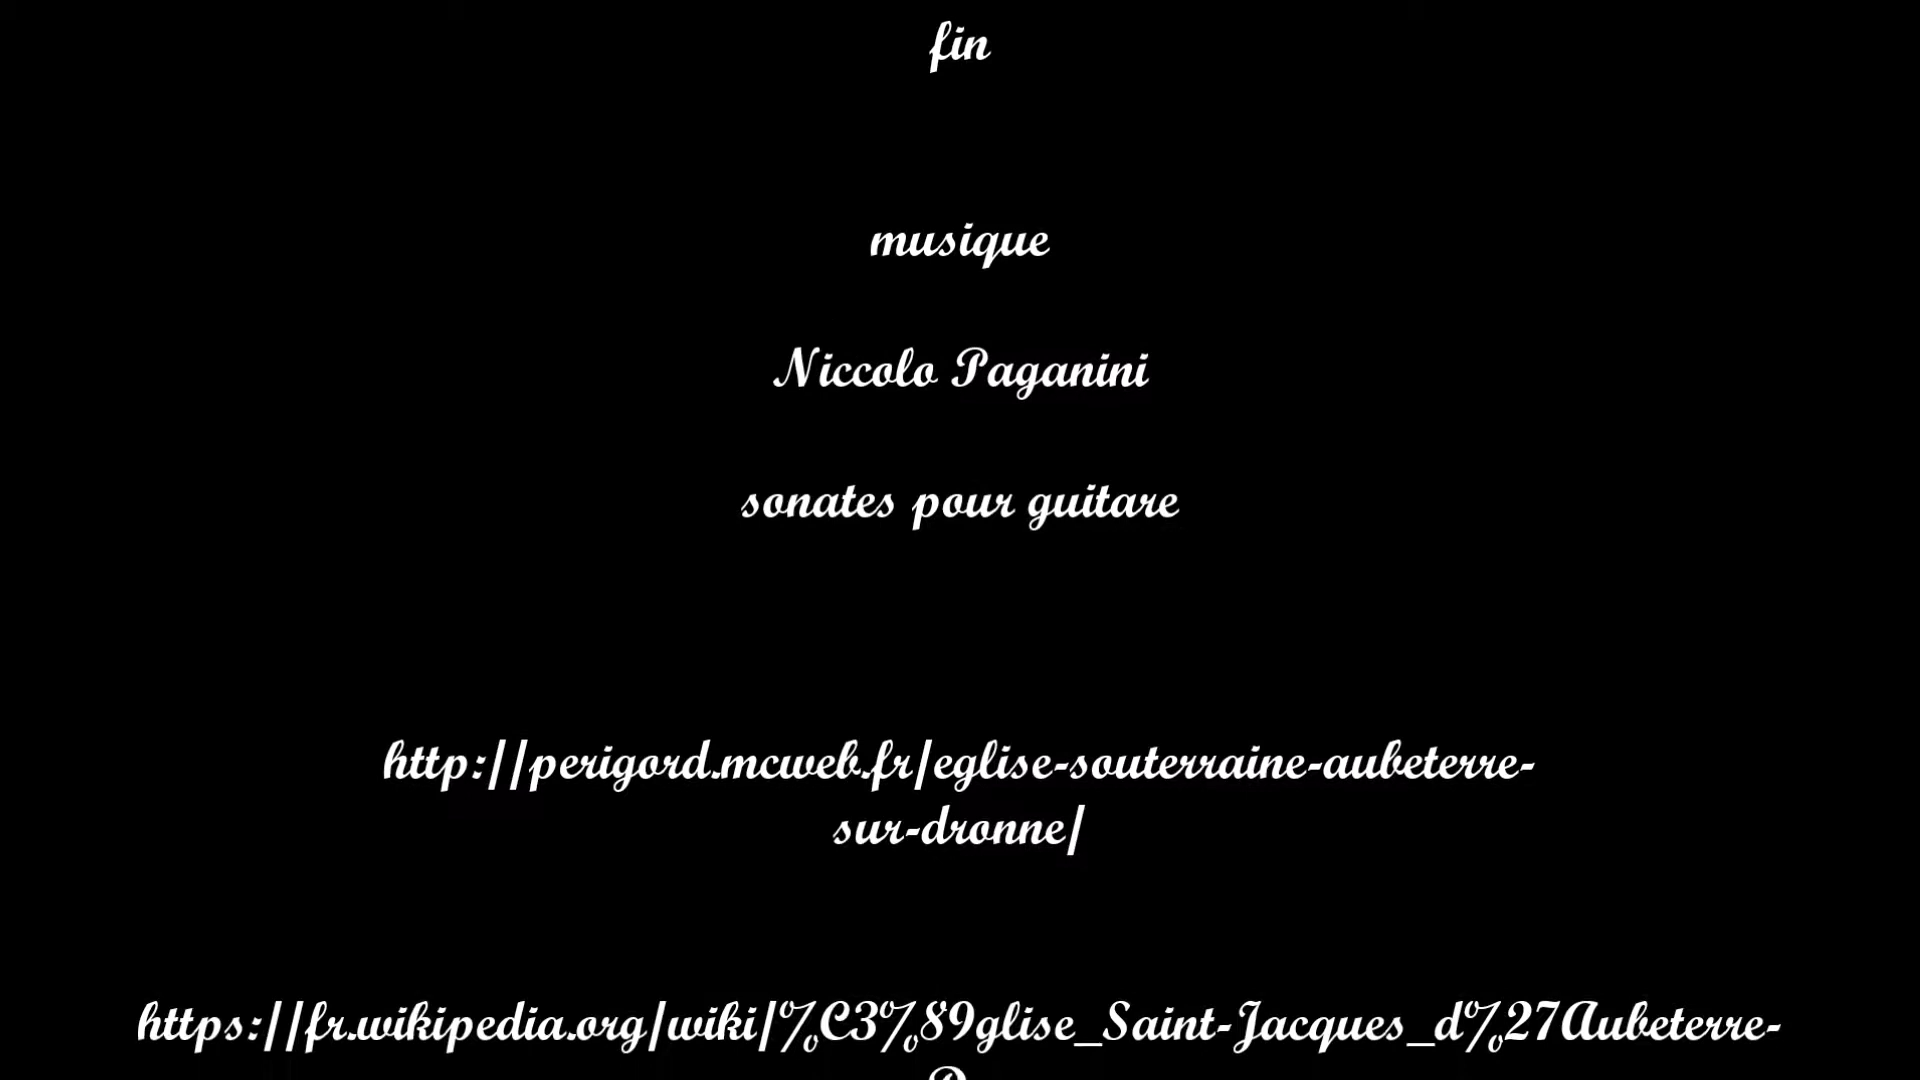 fin
musique
Niccolo Paganini
sonates pour guitare
http://perigord.mcweb.fr/eglise-souterraine-aubeterre-
sur-dronne/
https://fr.wikipedia.org/wiki/%C3%89glise_Saint-Jacques_d%27Aubeterre-